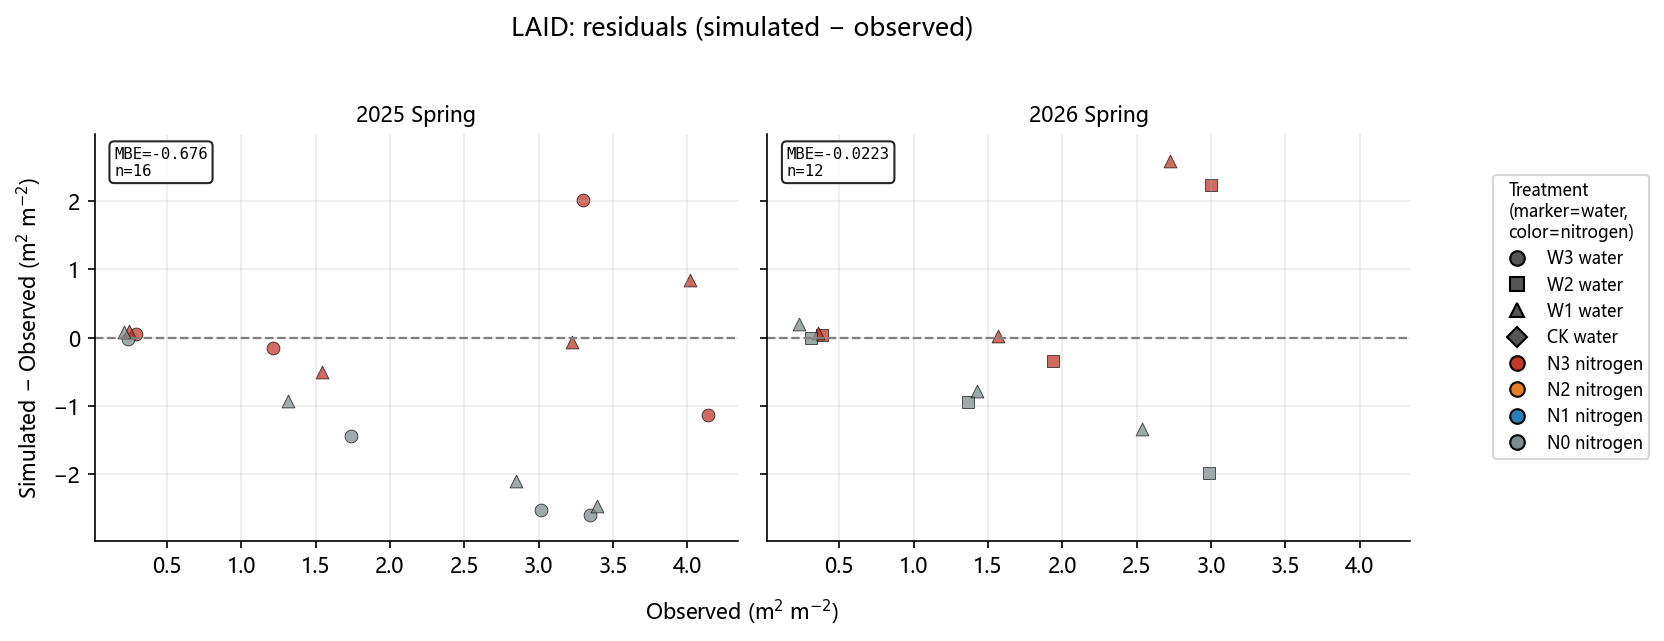 LAID: residuals (simulated − observed)
2025 Spring
MBE=-0.676
n=16
2
1
0
−1
−2
Simulated − Observed (m² m⁻²)
0.5 1.0 1.5 2.0 2.5 3.0 3.5 4.0
2026 Spring
MBE=-0.0223
n=12
0.5 1.0 1.5 2.0 2.5 3.0 3.5 4.0
Observed (m² m⁻²)
Treatment
(marker=water,
color=nitrogen)
W3 water
W2 water
W1 water
CK water
N3 nitrogen
N2 nitrogen
N1 nitrogen
N0 nitrogen